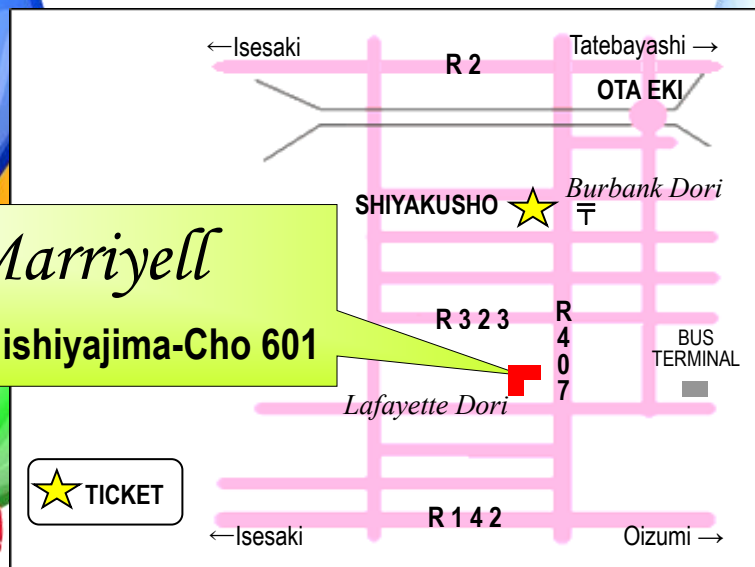 ←Isesaki
Tatebayashi →
R 2
OTA EKI
SHIYAKUSHO
Burbank Dori
〒
Marriyell
ishiyajima-Cho 601
R 3 2 3
R
4
0
7
BUS
TERMINAL
Lafayette Dori
TICKET
R 1 4 2
←Isesaki
Oizumi →